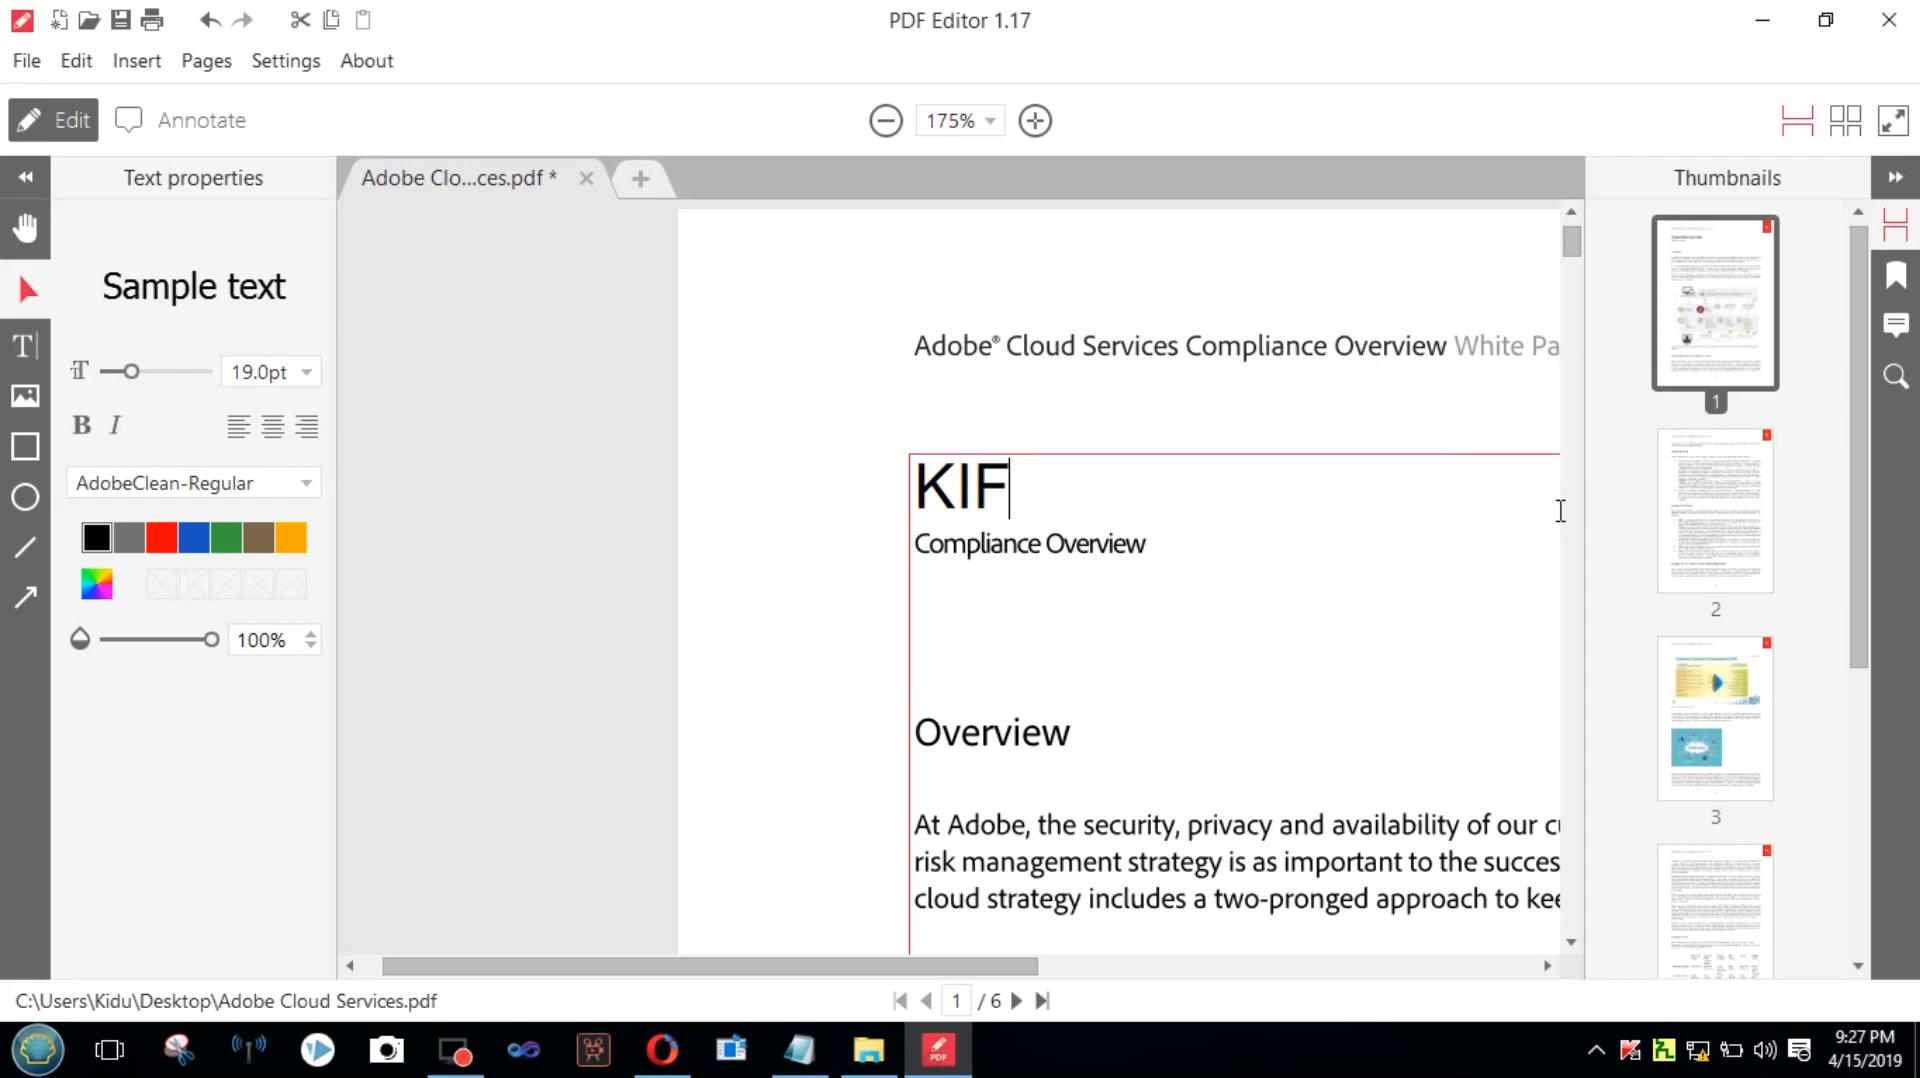 PDF Editor 1.17
File Edit Insert Pages Settings About
Edit Annotate 175%
Text properties
Adobe Clo...ces.pdf *
Thumbnails
Sample text
19.0pt
B I
AdobeClean-Regular
100%
Adobe® Cloud Services Compliance Overview White Pa
KIF
Compliance Overview
Overview
At Adobe, the security, privacy and availability of our cu
risk management strategy is as important to the succes
cloud strategy includes a two-pronged approach to kee
1
2
3
C:\Users\Kidu\Desktop\Adobe Cloud Services.pdf
1 / 6
PDF
9:27 PM
4/15/2019